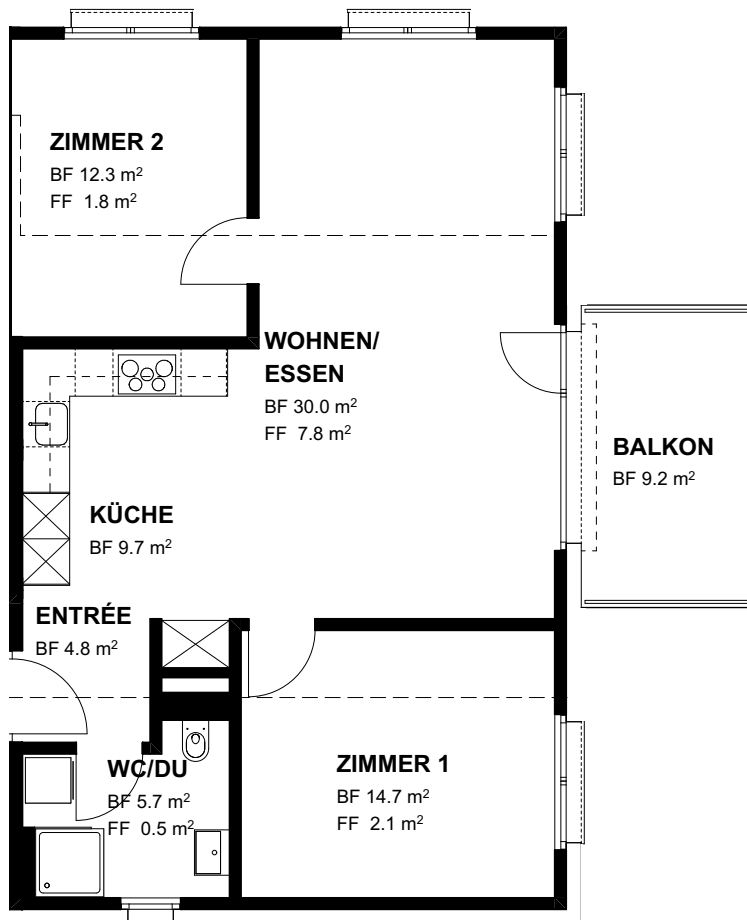 ZIMMER 2
BF 12.3 m²
FF 1.8 m²
WOHNEN/
ESSEN
BF 30.0 m²
FF 7.8 m²
BALKON
BF 9.2 m²
KÜCHE
BF 9.7 m²
ENTRÉE
BF 4.8 m²
WC/DU
BF 5.7 m²
FF 0.5 m²
ZIMMER 1
BF 14.7 m²
FF 2.1 m²